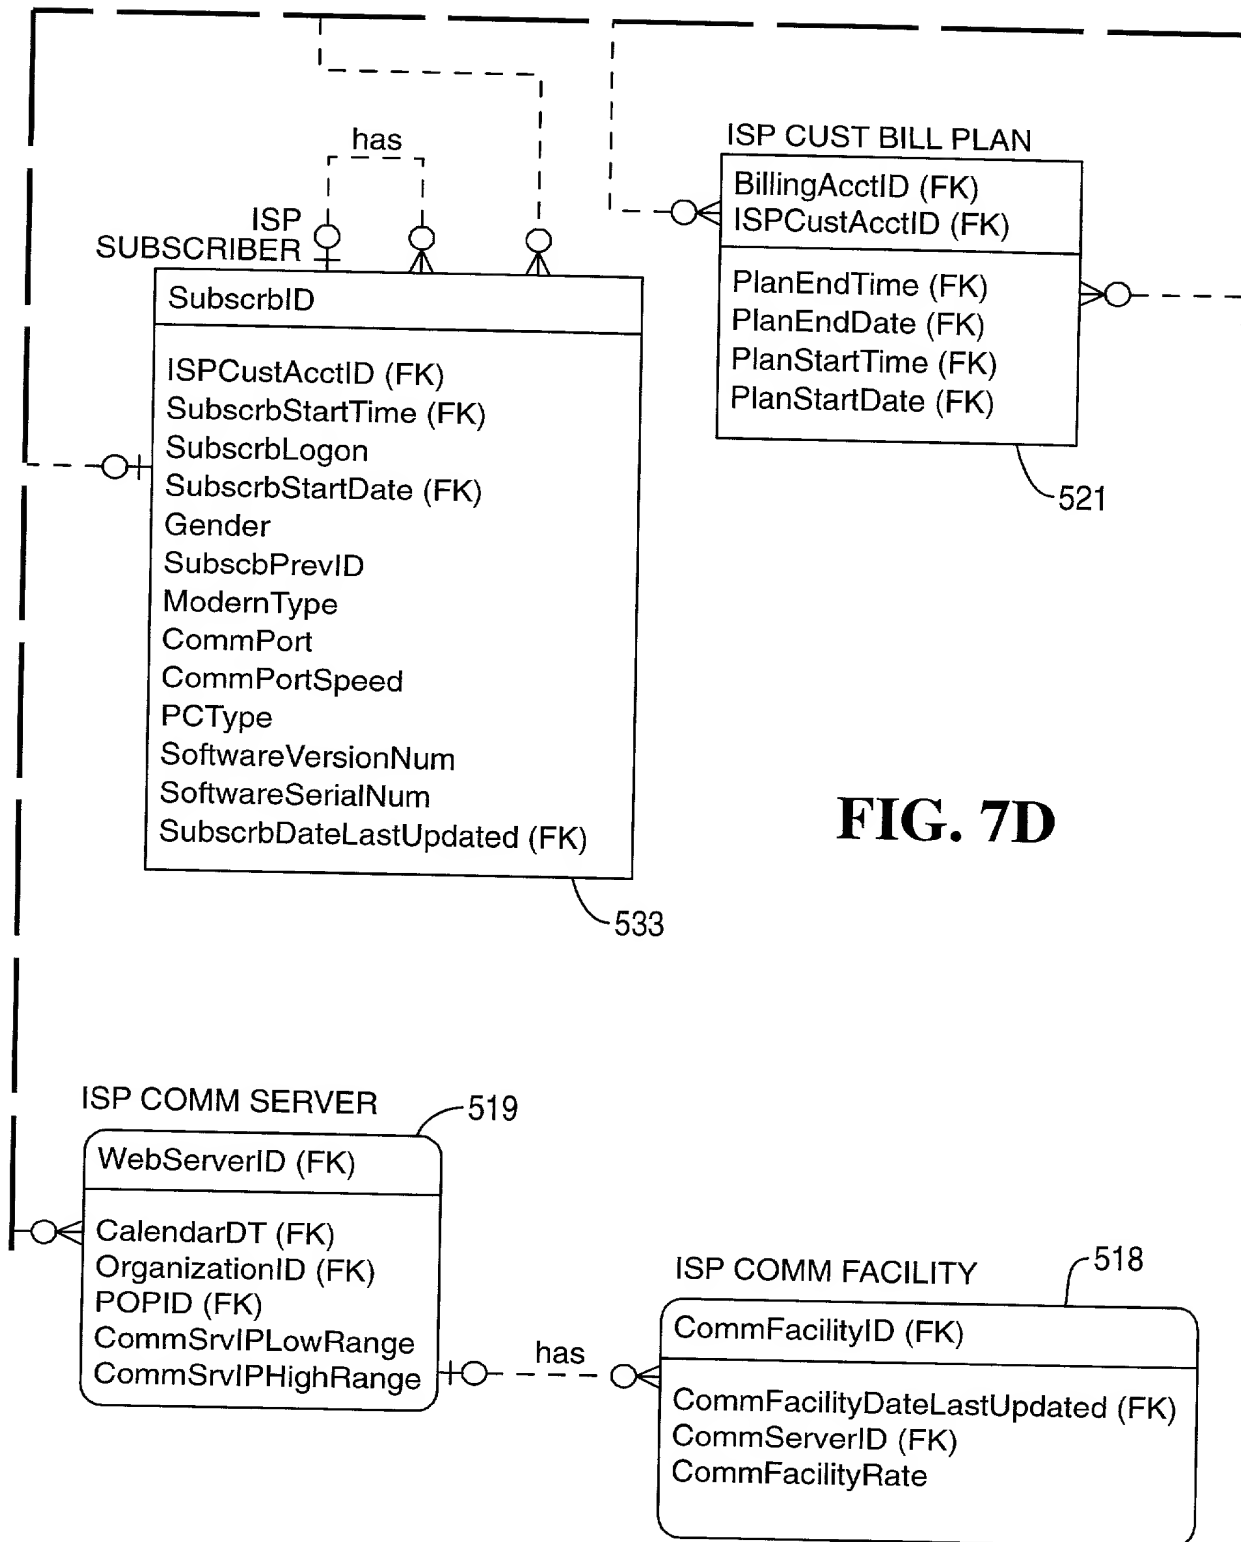 has
ISP
SUBSCRIBER
SubscrbID
ISPCustAcctID (FK)
SubscrbStartTime (FK)
SubscrbLogon
SubscrbStartDate (FK)
Gender
SubscbPrevID
ModernType
CommPort
CommPortSpeed
PCType
SoftwareVersionNum
SoftwareSerialNum
SubscrbDateLastUpdated (FK)
533
ISP CUST BILL PLAN
BillingAcctID (FK)
ISPCustAcctID (FK)
PlanEndTime (FK)
PlanEndDate (FK)
PlanStartTime (FK)
PlanStartDate (FK)
521
FIG. 7D
ISP COMM SERVER
519
WebServerID (FK)
CalendarDT (FK)
OrganizationID (FK)
POPID (FK)
CommSrvIPLowRange
CommSrvIPHighRange
has
ISP COMM FACILITY
518
CommFacilityID (FK)
CommFacilityDateLastUpdated (FK)
CommServerID (FK)
CommFacilityRate